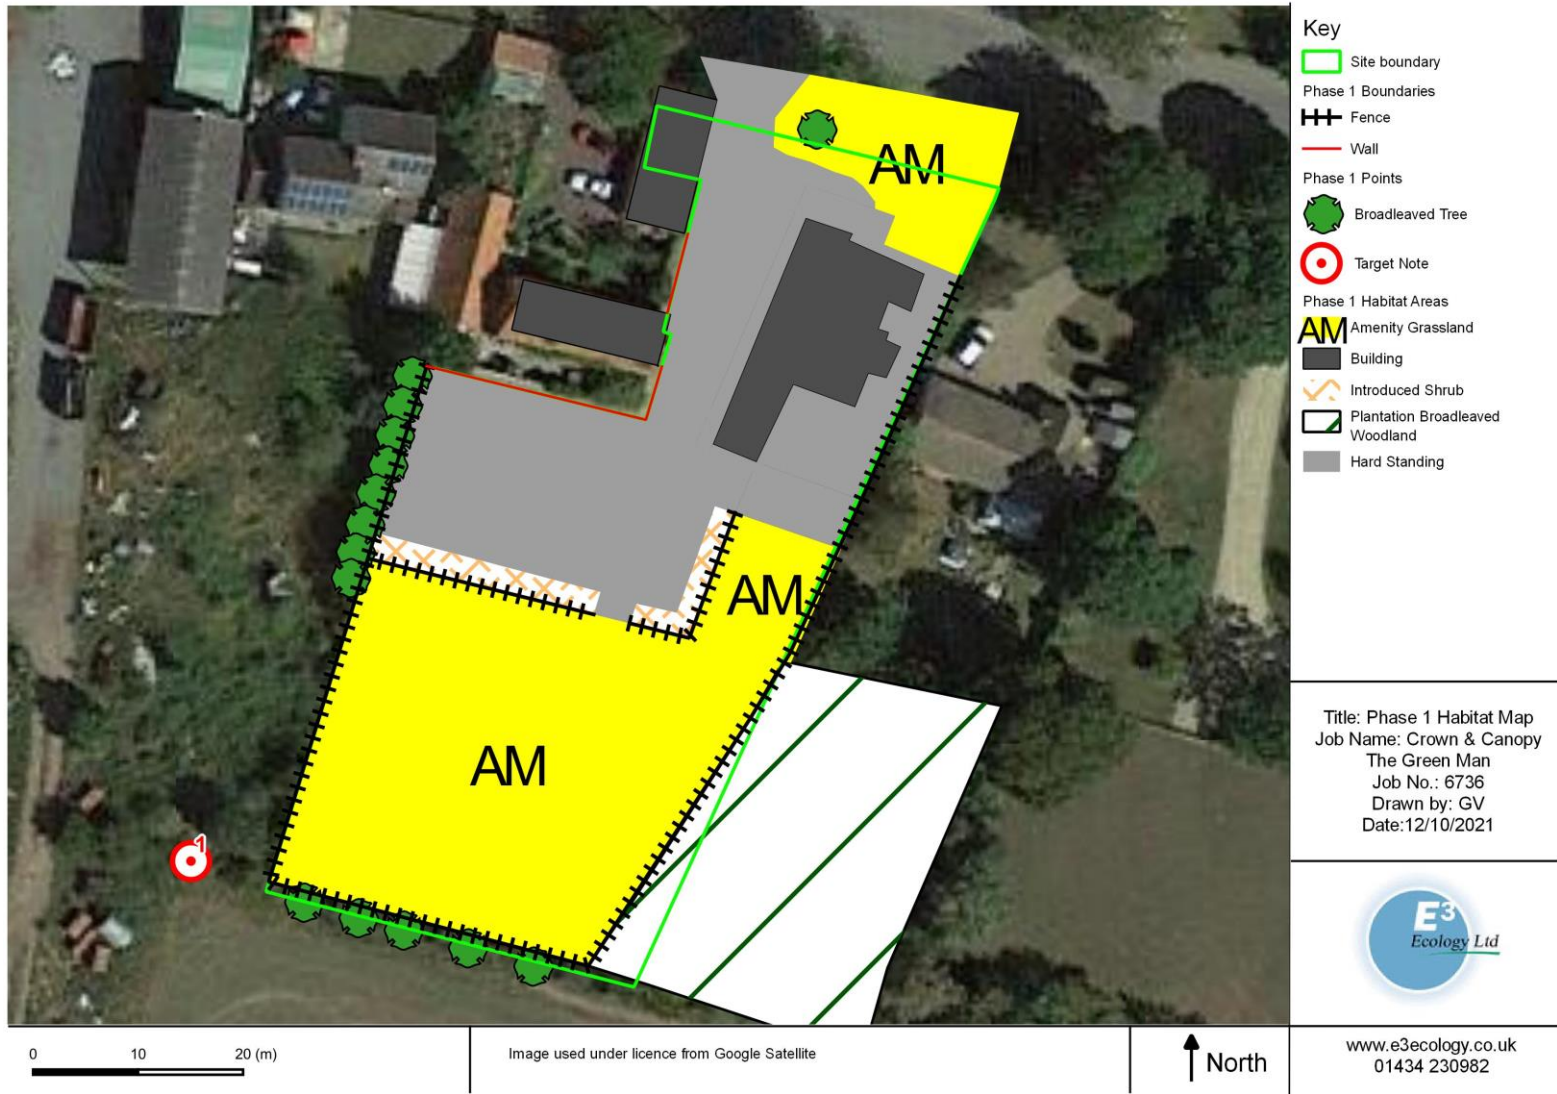 AM
AM
AM
1
Key
Site boundary
Phase 1 Boundaries
Fence
Wall
Phase 1 Points
Broadleaved Tree
Target Note
Phase 1 Habitat Areas
AM Amenity Grassland
Building
Introduced Shrub
Plantation Broadleaved
Woodland
Hard Standing
Title: Phase 1 Habitat Map
Job Name: Crown & Canopy
The Green Man
Job No.: 6736
Drawn by: GV
Date:12/10/2021
E3
Ecology Ltd
0 10 20 (m)
Image used under licence from Google Satellite
North
www.e3ecology.co.uk
01434 230982